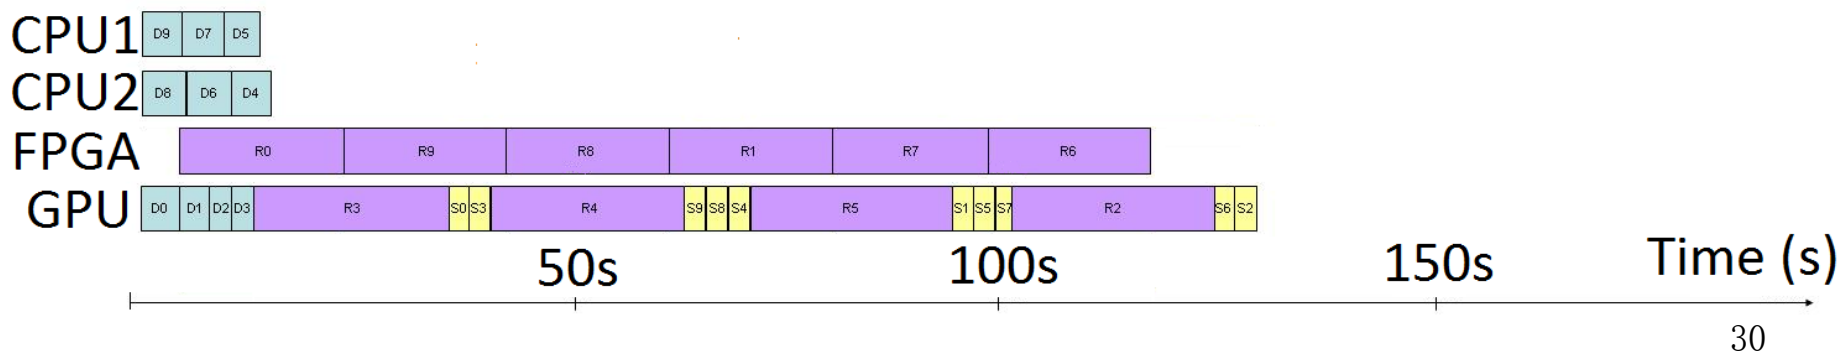 CPU1 D9 D7 D5
CPU2 D8 D6 D4
FPGA R0 R9 R8 R1 R7 R6
GPU D0 D1 D2 D3 R3 S0 S3 R4 S9 S8 S4 R5 S1 S5 S7 R2 S6 S2
50s 100s 150s Time (s)
30